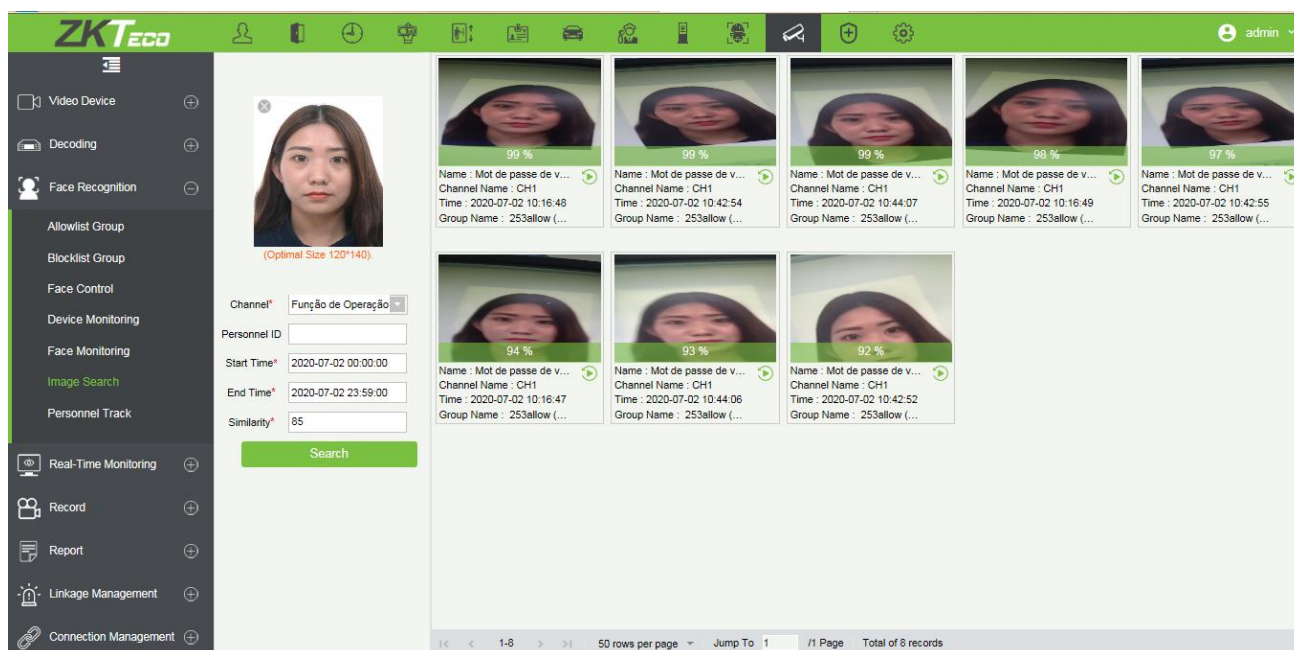 ZKTeco
admin
Video Device
Decoding
Face Recognition
Allowlist Group
Blocklist Group
Face Control
Device Monitoring
Face Monitoring
Image Search
Personnel Track
Real-Time Monitoring
Record
Report
Linkage Management
Connection Management
(Optimal Size 120*140).
Channel* Função de Operação
Personnel ID
Start Time* 2020-07-02 00:00:00
End Time* 2020-07-02 23:59:00
Similarity* 85
Search
99 %
Name : Mot de passe de v...
Channel Name : CH1
Time : 2020-07-02 10:16:48
Group Name : 253allow (...
99 %
Name : Mot de passe de v...
Channel Name : CH1
Time : 2020-07-02 10:42:54
Group Name : 253allow (...
99 %
Name : Mot de passe de v...
Channel Name : CH1
Time : 2020-07-02 10:44:07
Group Name : 253allow (...
98 %
Name : Mot de passe de v...
Channel Name : CH1
Time : 2020-07-02 10:16:49
Group Name : 253allow (...
97 %
Name : Mot de passe de v...
Channel Name : CH1
Time : 2020-07-02 10:42:55
Group Name : 253allow (...
94 %
Name : Mot de passe de v...
Channel Name : CH1
Time : 2020-07-02 10:16:47
Group Name : 253allow (...
93 %
Name : Mot de passe de v...
Channel Name : CH1
Time : 2020-07-02 10:44:06
Group Name : 253allow (...
92 %
Name : Mot de passe de v...
Channel Name : CH1
Time : 2020-07-02 10:42:52
Group Name : 253allow (...
1-8 50 rows per page Jump To 1 /1 Page Total of 8 records